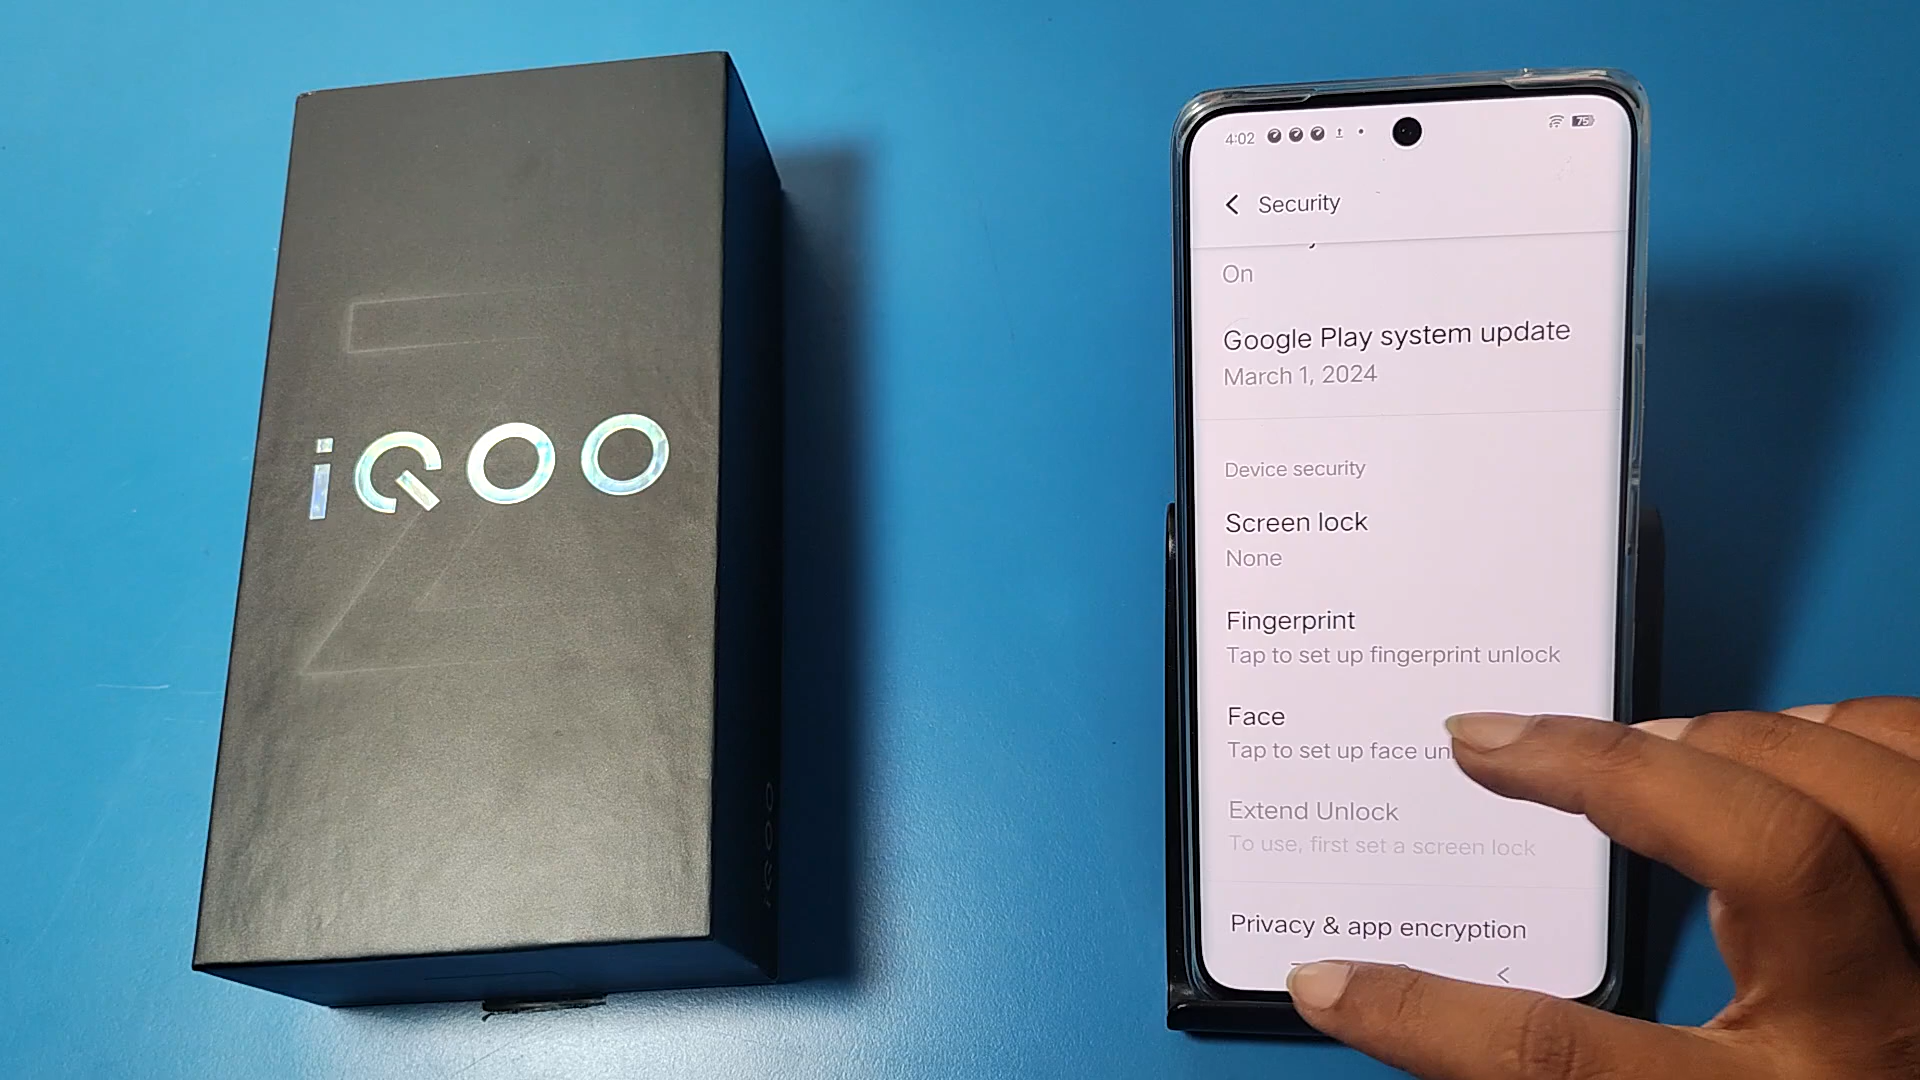 iQOO
iQOO
4:02
75
Security
On
Google Play system update
March 1, 2024
Device security
Screen lock
None
Fingerprint
Tap to set up fingerprint unlock
Face
Tap to set up face
Extend Unlock
To use, first set a screen lock
Privacy & app encryption